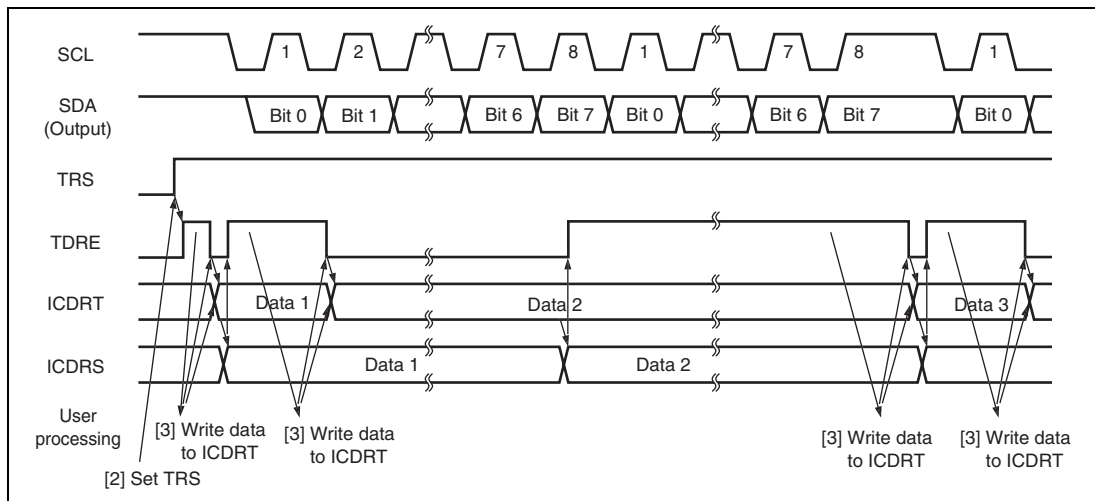 SCL 1 2 7 8 1 7 8 1
SDA
(Output) Bit 0 Bit 1 Bit 6 Bit 7 Bit 0 Bit 6 Bit 7 Bit 0
TRS
TDRE
ICDRT Data 1 Data 2 Data 3
ICDRS Data 1 Data 2
User
processing
[3] Write data
to ICDRT
[3] Write data
to ICDRT
[3] Write data
to ICDRT
[3] Write data
to ICDRT
[2] Set TRS